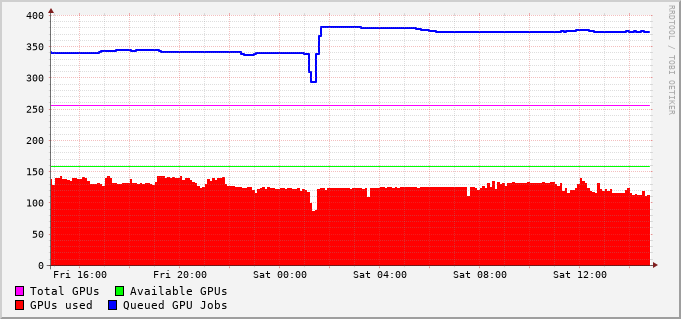 400
350
300
250
200
150
100
50
0
Fri 16:00 Fri 20:00 Sat 00:00 Sat 04:00 Sat 08:00 Sat 12:00
Total GPUs Available GPUs
GPUs used Queued GPU Jobs
RRDTOOL / TOBI OETIKER